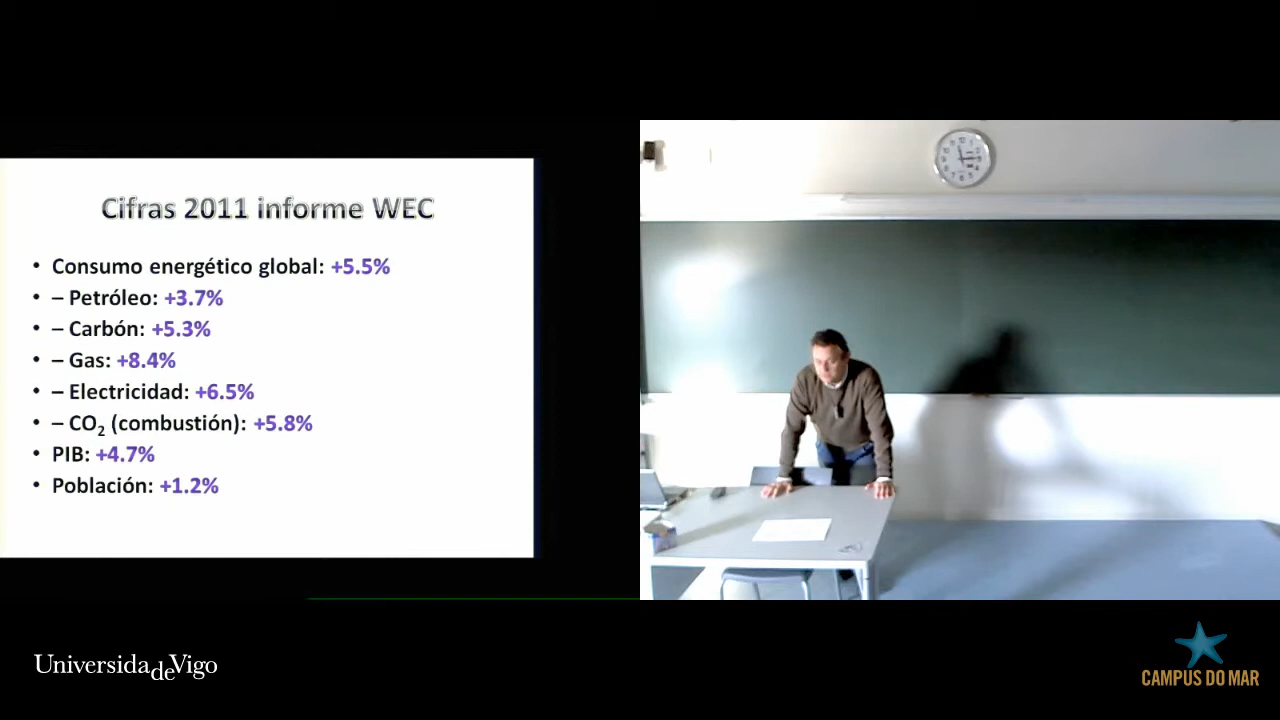 Cifras 2011 informe WEC
• Consumo energético global: +5.5%
• – Petróleo: +3.7%
• – Carbón: +5.3%
• – Gas: +8.4%
• – Electricidad: +6.5%
• – CO₂ (combustión): +5.8%
• PIB: +4.7%
• Población: +1.2%
Universidade Vigo
CAMPUS DO MAR